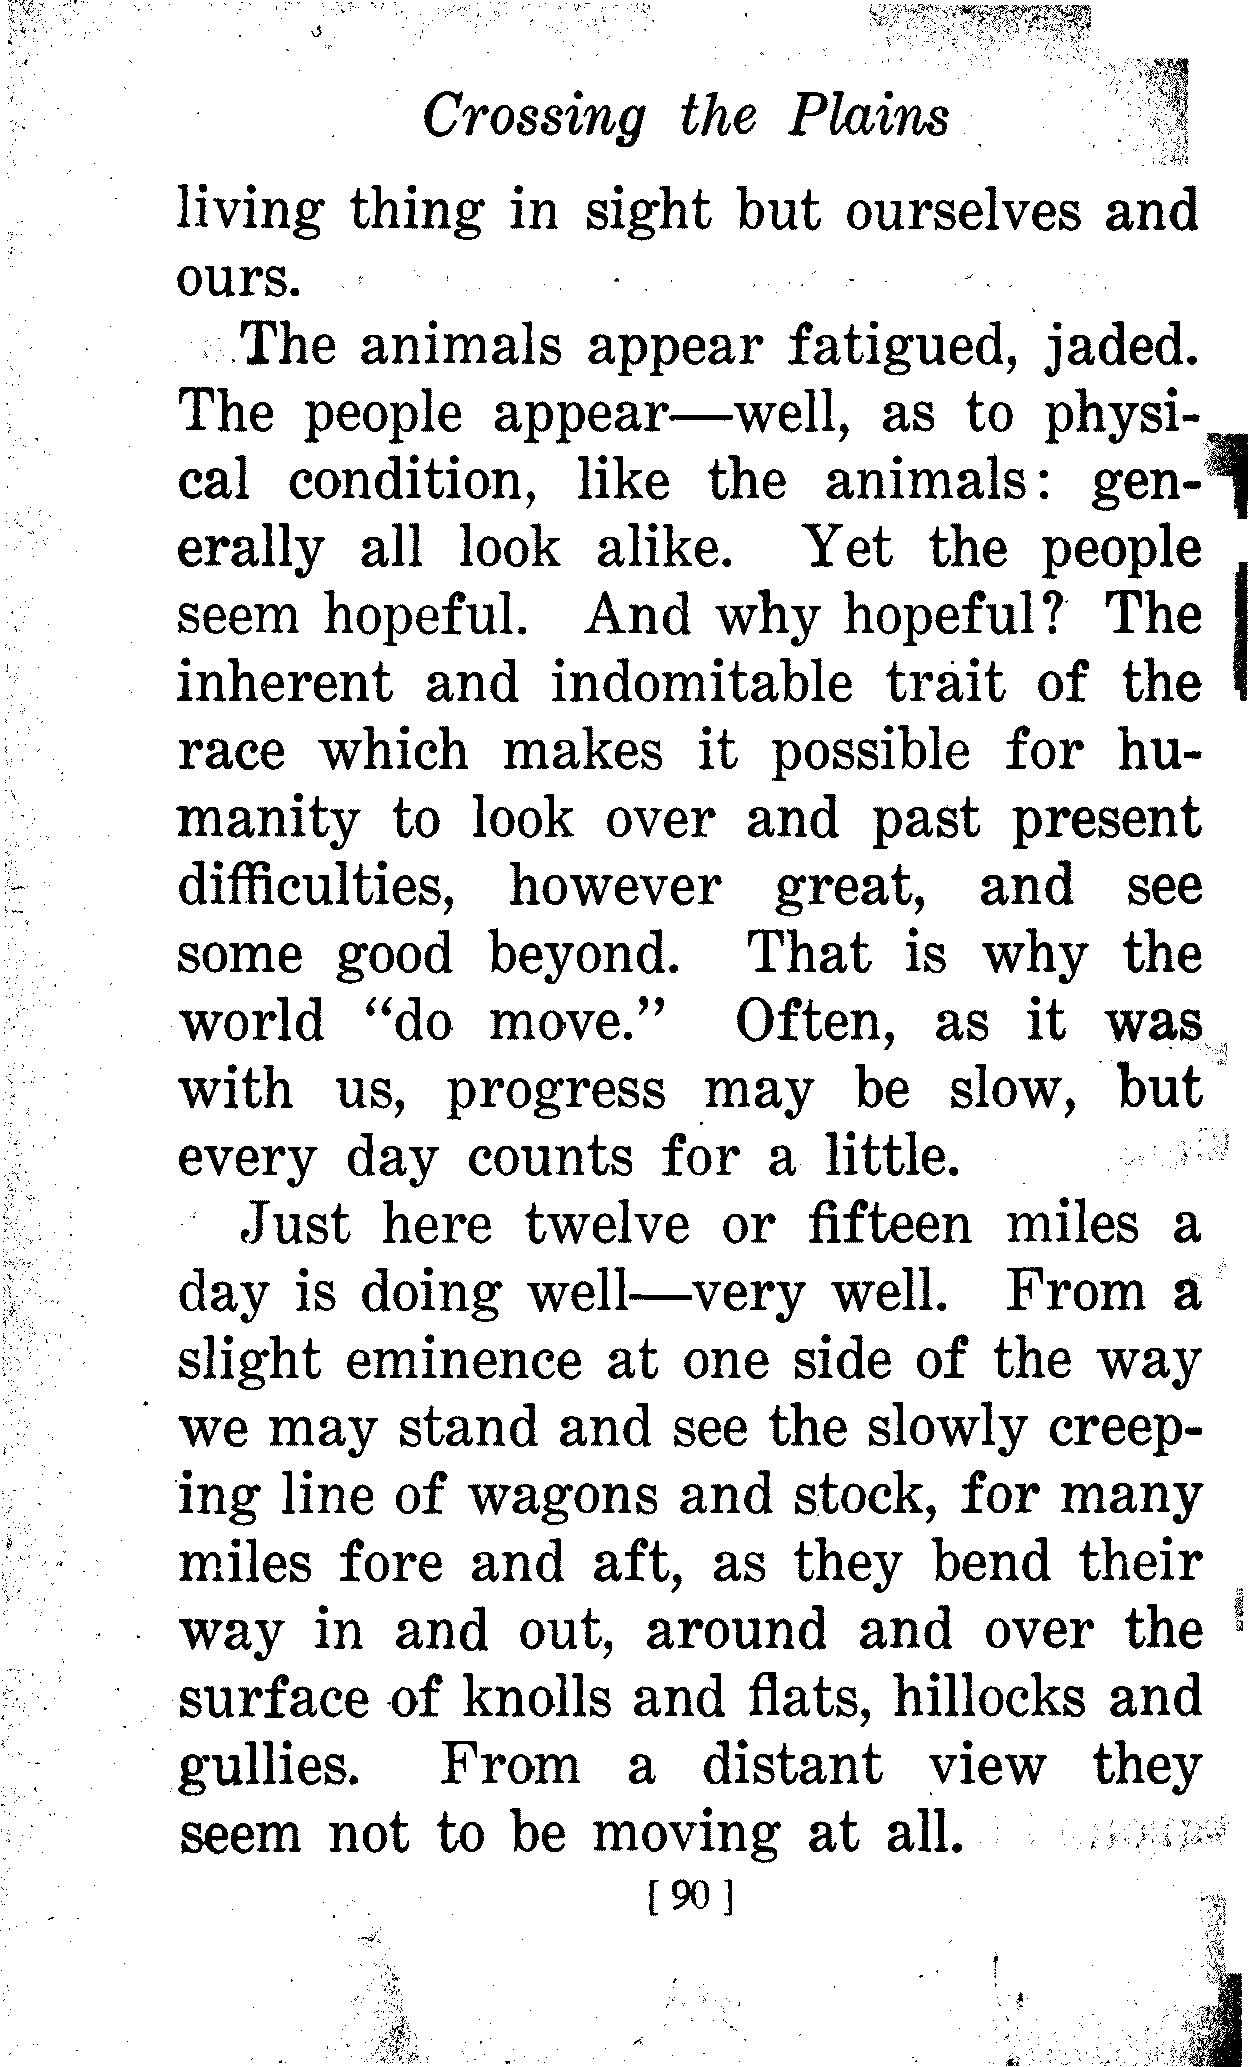 Crossing the Plains
living thing in sight but ourselves and
ours.
The animals appear fatigued, jaded.
The people appear—well, as to physi-
cal condition, like the animals: gen-
erally all look alike. Yet the people
seem hopeful. And why hopeful? The
inherent and indomitable trait of the
race which makes it possible for hu-
manity to look over and past present
difficulties, however great, and see
some good beyond. That is why the
world “do move.” Often, as it was
with us, progress may be slow, but
every day counts for a little.
Just here twelve or fifteen miles a
day is doing well—very well. From a
slight eminence at one side of the way
we may stand and see the slowly creep-
ing line of wagons and stock, for many
miles fore and aft, as they bend their
way in and out, around and over the
surface of knolls and flats, hillocks and
gullies. From a distant view they
seem not to be moving at all.
[ 90 ]